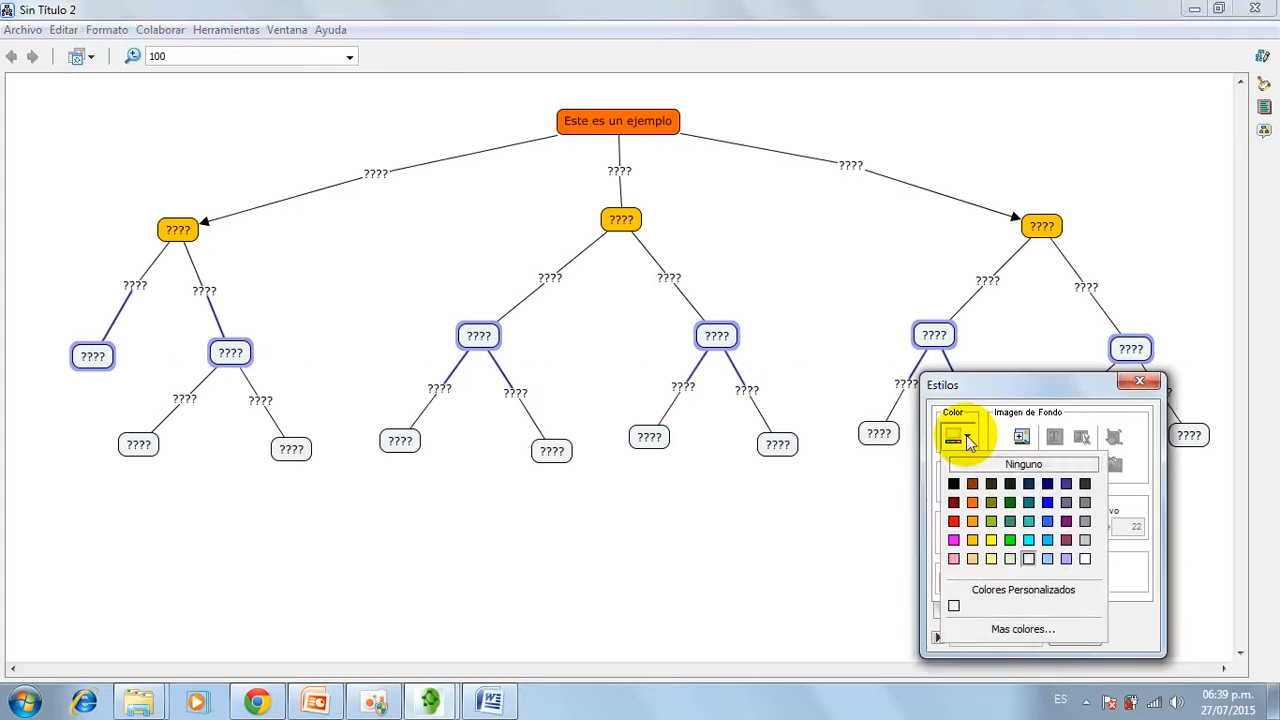 Sin Título 2
Archivo Editar Formato Colaborar Herramientas Ventana Ayuda
100
Este es un ejemplo
???? ???? ????
???? ???? ????
???? ???? ???? ???? ???? ????
???? ???? ???? ???? ???? ????
???? ???? ???? ???? ???? ????
???? ???? ???? ???? ???? ???? ???? ????
Estilos
Color Imagen de Fondo
Ninguno
22
Colores Personalizados
Mas colores...
ES
06:39 p.m.
27/07/2015